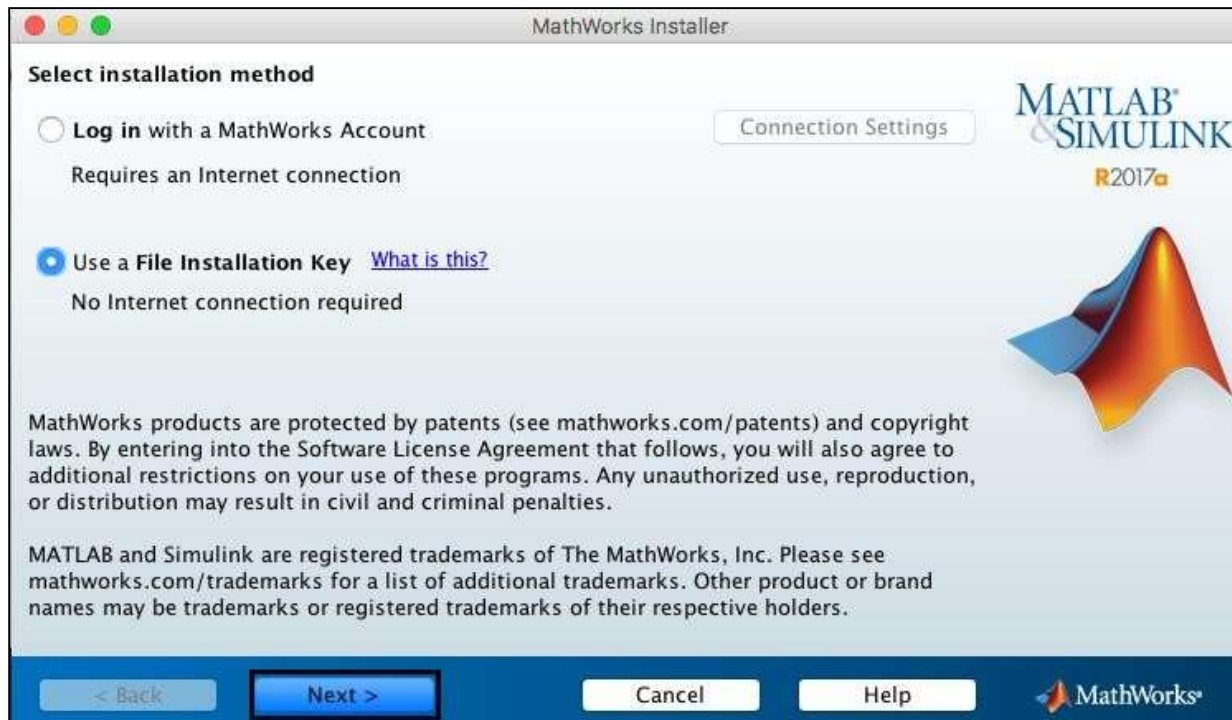 MathWorks Installer
Select installation method
Log in with a MathWorks Account
Connection Settings
Requires an Internet connection
MATLAB®
&SIMULINK
R2017a
Use a File Installation Key What is this?
No Internet connection required
MathWorks products are protected by patents (see mathworks.com/patents) and copyright
laws. By entering into the Software License Agreement that follows, you will also agree to
additional restrictions on your use of these programs. Any unauthorized use, reproduction,
or distribution may result in civil and criminal penalties.
MATLAB and Simulink are registered trademarks of The MathWorks, Inc. Please see
mathworks.com/trademarks for a list of additional trademarks. Other product or brand
names may be trademarks or registered trademarks of their respective holders.
< Back Next > Cancel Help MathWorks®